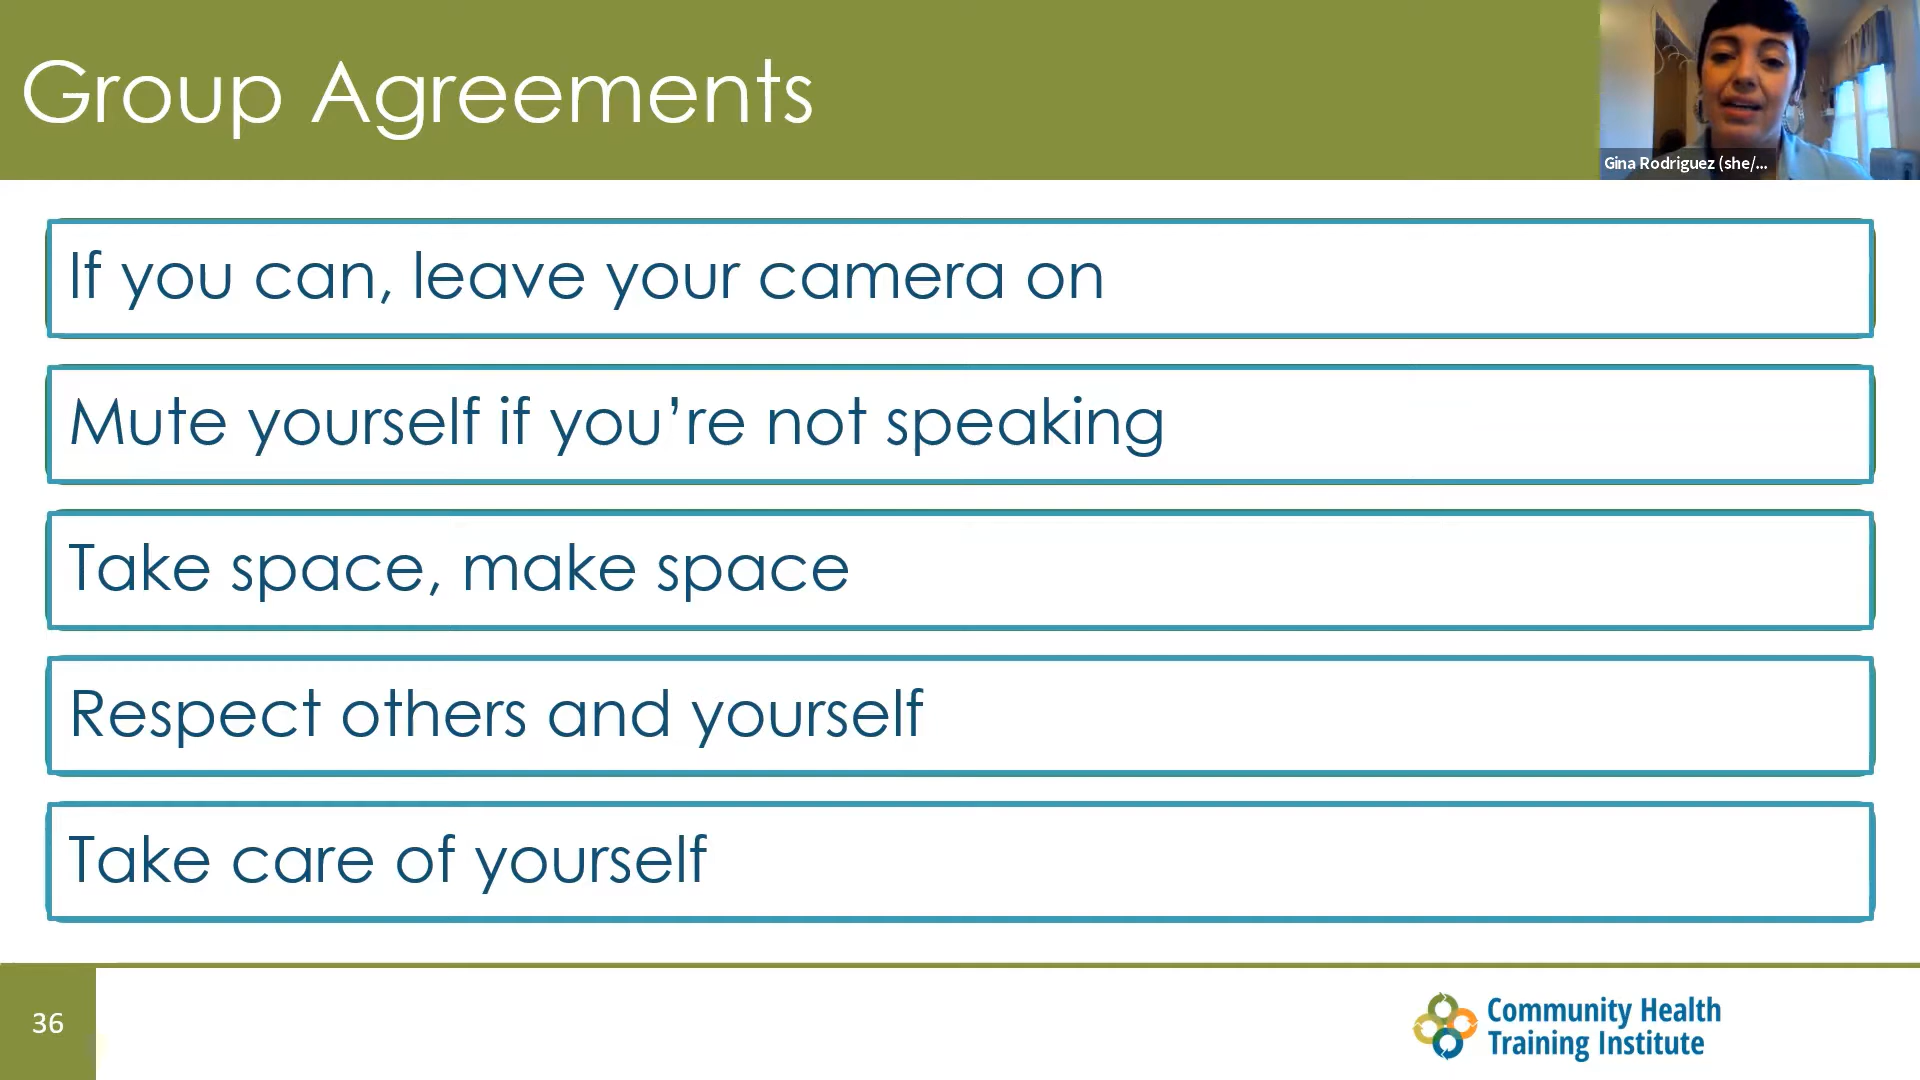 Group Agreements
Gina Rodriguez (she/...
If you can, leave your camera on
Mute yourself if you’re not speaking
Take space, make space
Respect others and yourself
Take care of yourself
36
Community Health
Training Institute